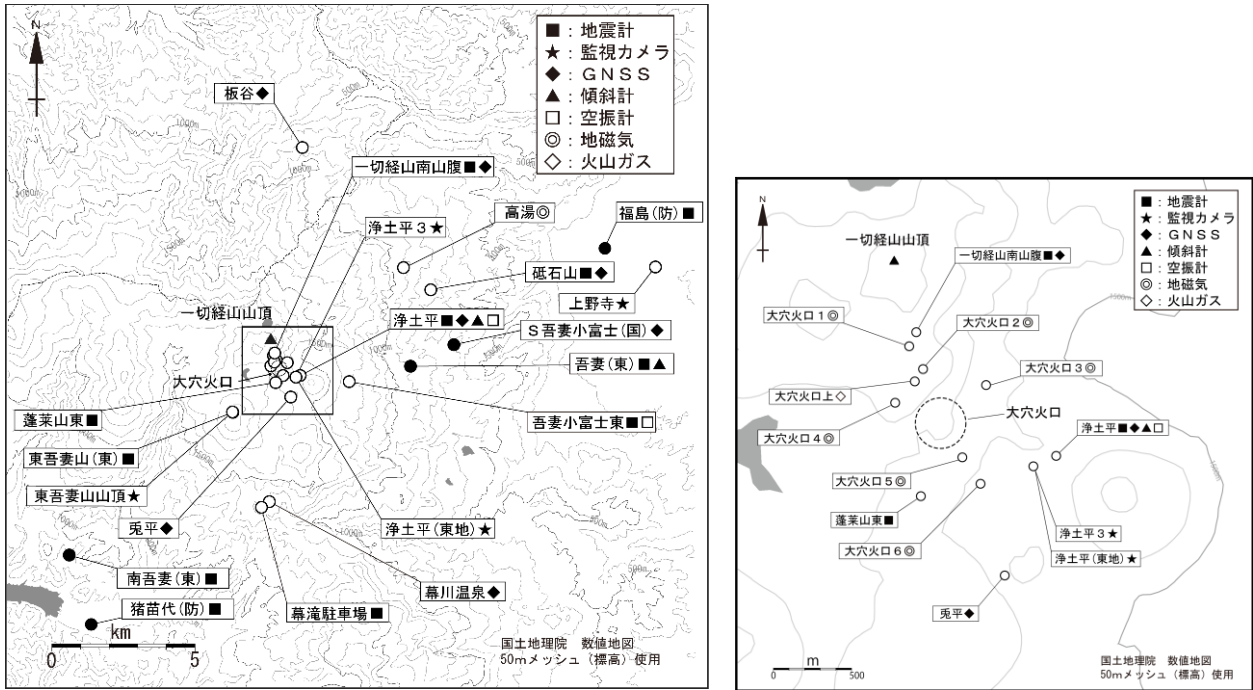 N
■：地震計
★：監視カメラ
◆：ＧＮＳＳ
▲：傾斜計
□：空振計
◎：地磁気
◇：火山ガス
板谷◆
一切経山南山腹■◆
高湯◎
福島(防)■
浄土平３★
砥石山■◆
上野寺★
一切経山山頂
浄土平■◆▲□
Ｓ吾妻小富士(国)◆
吾妻(東)■▲
大穴火口
蓬莱山東■
吾妻小富士東■□
東吾妻山(東)■
東吾妻山山頂★
兎平◆
浄土平(東地)★
南吾妻(東)■
幕川温泉◆
猪苗代(防)■
幕滝駐車場■
km
0 5
国土地理院 数値地図
50mメッシュ（標高）使用
500m
1000m
1500m
N
■：地震計
★：監視カメラ
◆：ＧＮＳＳ
▲：傾斜計
□：空振計
◎：地磁気
◇：火山ガス
一切経山山頂
一切経山南山腹■◆
大穴火口１◎
大穴火口２◎
大穴火口３◎
大穴火口上◇
大穴火口
大穴火口４◎
浄土平■◆▲□
大穴火口５◎
蓬莱山東■
浄土平３★
大穴火口６◎
浄土平(東地)★
兎平◆
m
0 500
国土地理院 数値地図
50mメッシュ（標高）使用